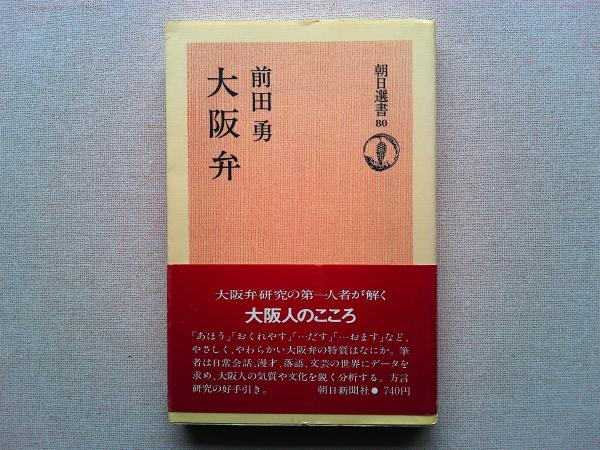 朝日選書
80
前田 勇
大阪弁
大阪弁研究の第一人者が解く
大阪人のこころ
「あほう」「おくれやす」「…だす」「…おます」など、
やさしく、やわらかい大阪弁の特質はなにか。筆
者は日常会話、漫才、落語、文芸の世界にデータを
求め、大阪人の気質や文化を鋭く分析する。方言
研究の好手引き。 朝日新聞社● 740円